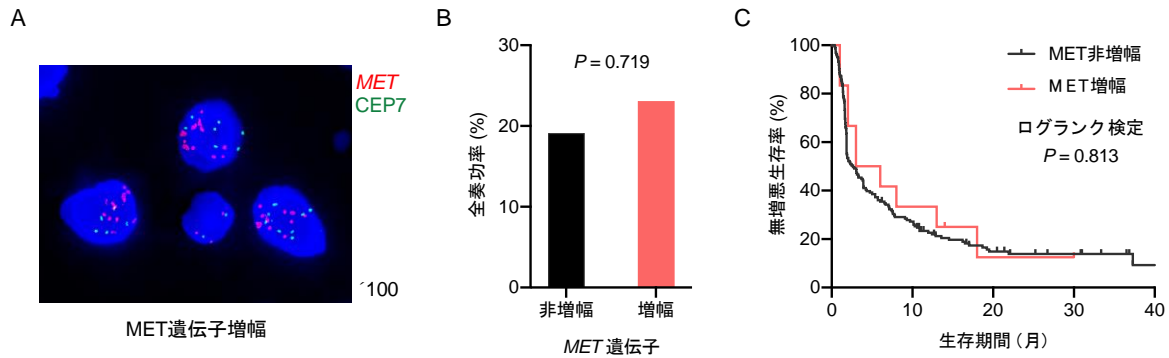 A
MET
CEP7
´100
MET遺伝子増幅
B
30
20
10
0
全奏功率 (%)
P = 0.719
非増幅
増幅
MET 遺伝子
C
100
80
60
40
20
0
無増悪生存率 (%)
MET非増幅
MET増幅
ログランク検定
P = 0.813
0
10
20
30
40
生存期間 (月)